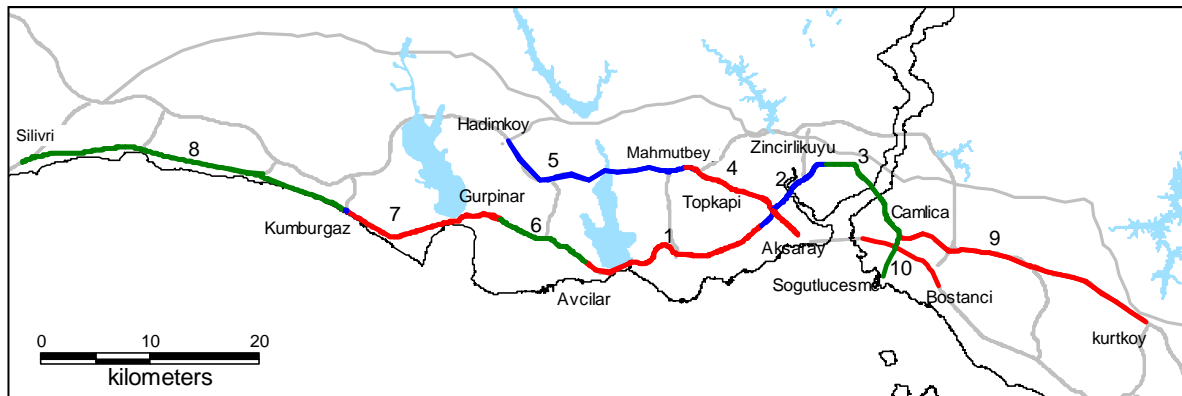 Silivri
8
Hadimkoy
5
Mahmutbey
4
Zincirlikuyu
3
2
Gurpinar
Topkapi
Camlica
Kumburgaz
7
6
1
Aksaray
9
Sogutlucesme
10
Bostanci
Avcilar
kurtkoy
0 10 20
kilometers